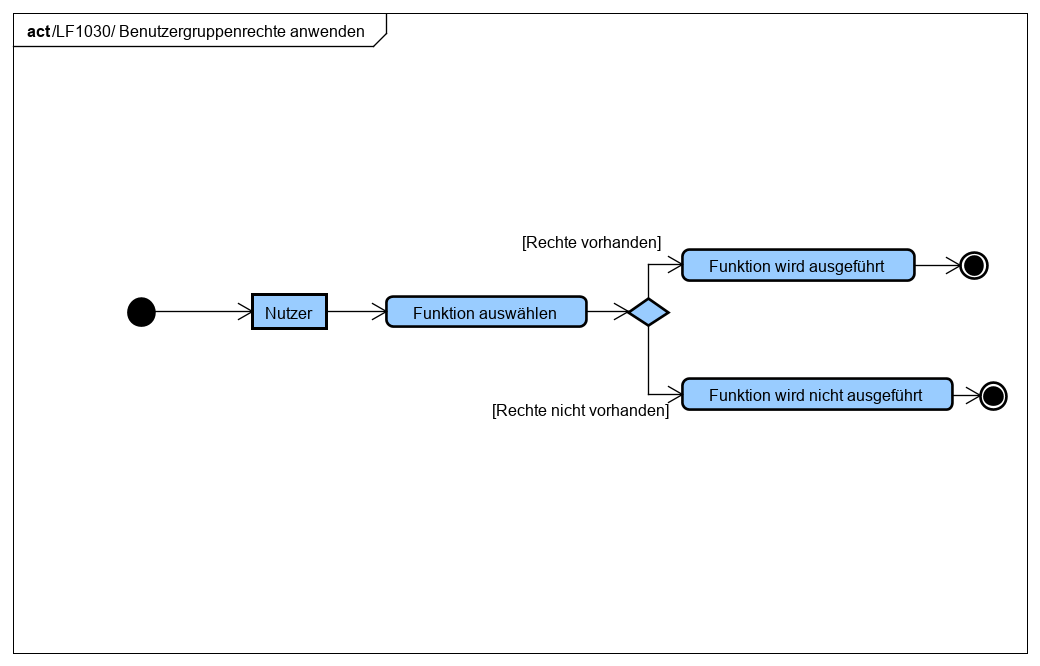 act /LF1030/ Benutzergruppenrechte anwenden
[Rechte vorhanden]
Funktion wird ausgeführt
Nutzer
Funktion auswählen
Funktion wird nicht ausgeführt
[Rechte nicht vorhanden]